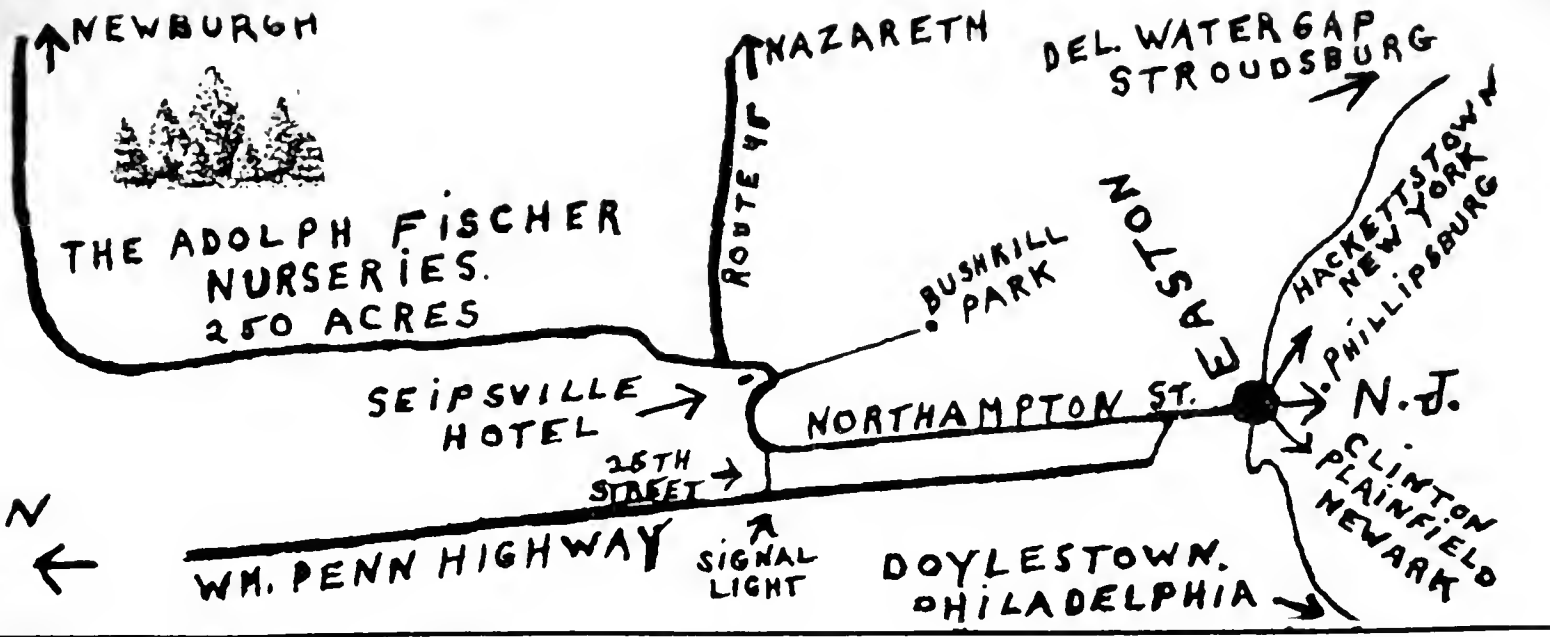 NEWBURGH
NAZARETH
DEL. WATER GAP
STROUDSBURG
THE ADOLPH FISCHER
NURSERIES.
250 ACRES
ROUTE 45
BUSHKILL
PARK
EASTON
HACKETTSTOWN
NEW YORK
PHILLIPSBURG
N.J.
SEIPSVILLE
HOTEL
NORTHAMPTON ST.
25TH
STREET
CLINTON
PLAINFIELD
NEWARK
N
WM. PENN HIGHWAY
SIGNAL
LIGHT
DOYLESTOWN.
PHILADELPHIA